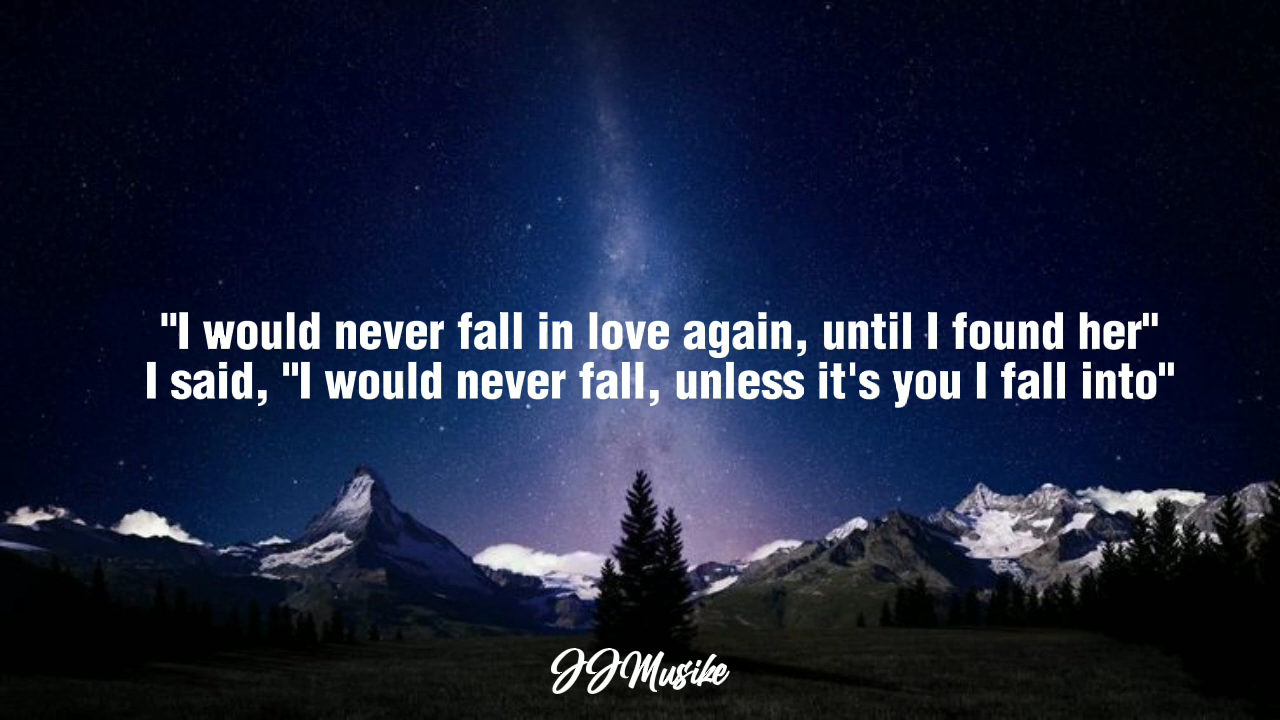 "I would never fall in love again, until I found her"
I said, "I would never fall, unless it's you I fall into"
JJMusike